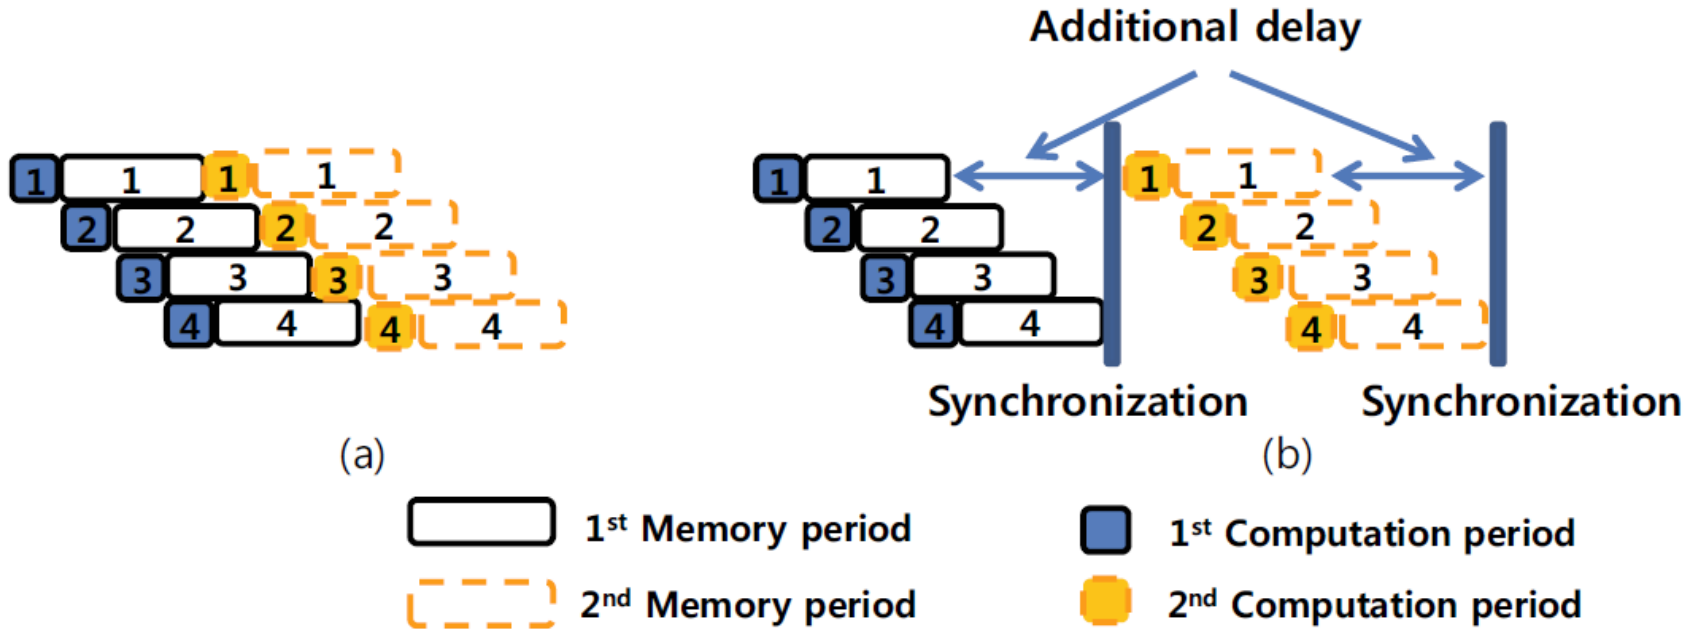 Additional delay
1 1 1 1
2 2 2 2
3 3 3 3
4 4 4 4
1 1 1 1
2 2 2 2
3 3 3 3
4 4 4 4
Synchronization Synchronization
(a) (b)
1st Memory period
1st Computation period
2nd Memory period
2nd Computation period